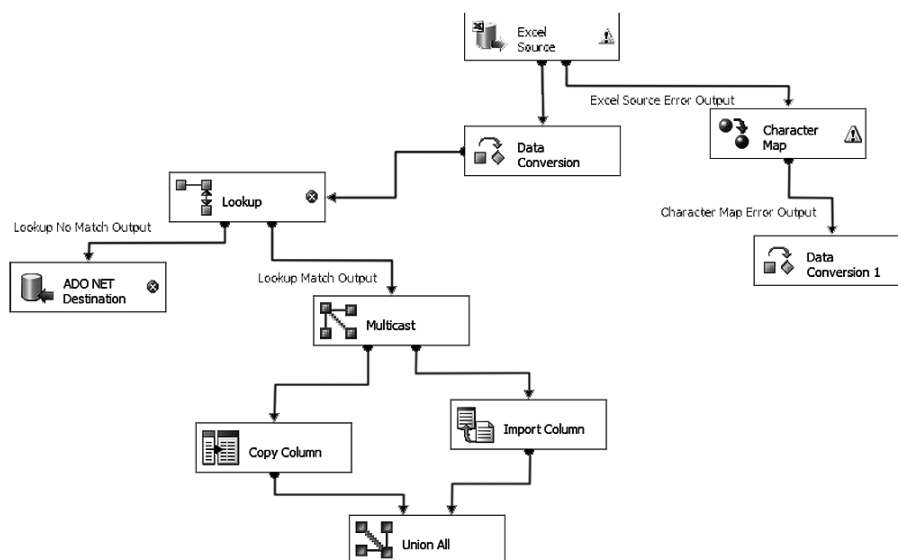 Excel
Source
Excel Source Error Output
Data
Conversion
Character
Map
Lookup
Lookup No Match Output
Character Map Error Output
ADO NET
Destination
Lookup Match Output
Data
Conversion 1
Multicast
Copy Column
Import Column
Union All